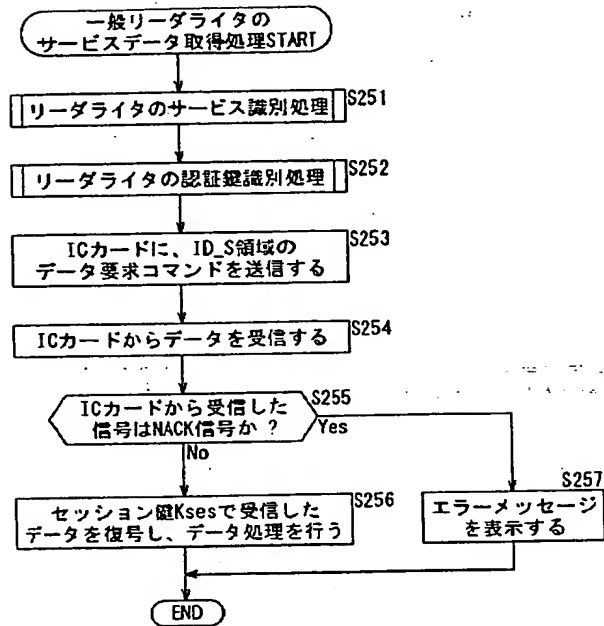 一般リーダライタの
サービスデータ取得処理START
リーダライタのサービス識別処理
S251
リーダライタの認証鍵識別処理
S252
ICカードに、ID_S領域の
データ要求コマンドを送信する
S253
ICカードからデータを受信する
S254
ICカードから受信した
信号はNACK信号か ?
S255
Yes
No
セッション鍵Ksesで受信した
データを復号し、データ処理を行う
S256
エラーメッセージ
を表示する
S257
END